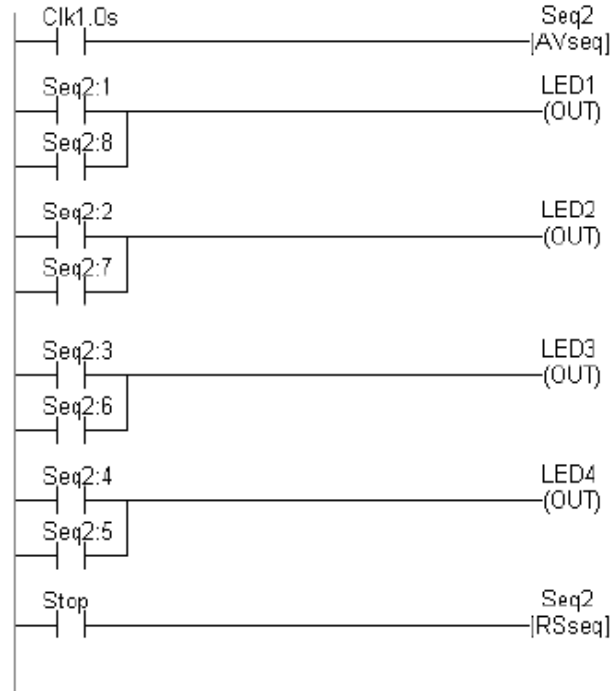 Clk1.0s Seq2
[AVseq]
Seq2:1 LED1
(OUT)
Seq2:8
Seq2:2 LED2
(OUT)
Seq2:7
Seq2:3 LED3
(OUT)
Seq2:6
Seq2:4 LED4
(OUT)
Seq2:5
Stop Seq2
[RSseq]